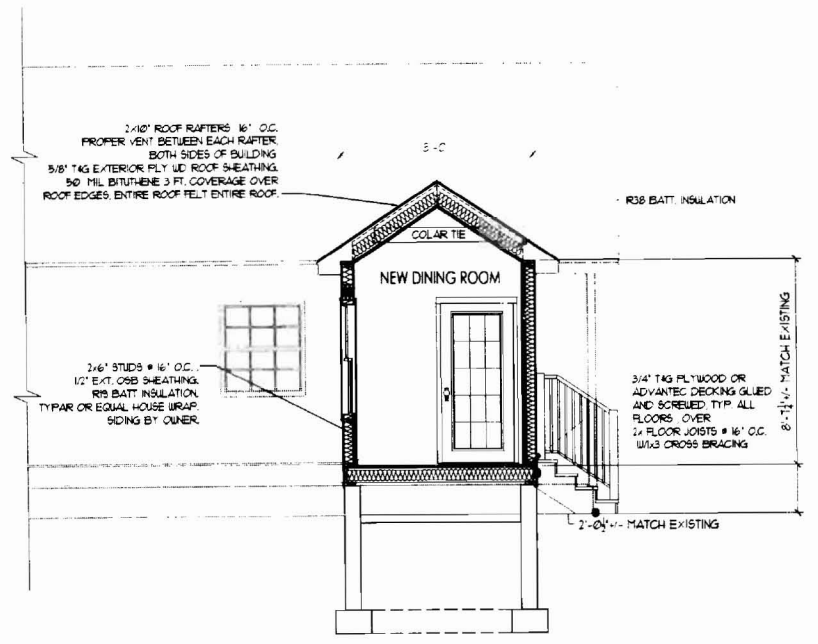 2x10" ROOF RAFTERS 16" O.C.
PROPER VENT BETWEEN EACH RAFTER,
BOTH SIDES OF BUILDING
5/8" T&G EXTERIOR PLY WD ROOF SHEATHING.
50 MIL BITUTHENE 3 FT. COVERAGE OVER
ROOF EDGES, ENTIRE ROOF FELT ENTIRE ROOF.
R38 BATT. INSULATION
COLAR TIE
NEW DINING ROOM
2x6" STUDS @ 16" O.C.
1/2" EXT. OSB SHEATHING.
R19 BATT INSULATION.
TYPAR OR EQUAL HOUSE WRAP.
SIDING BY OWNER.
3/4" T&G PLYWOOD OR
ADVANTEC DECKING GLUED
AND SCREWED, TYP. ALL
FLOORS, OVER
2x FLOOR JOISTS @ 16" O.C.
W/1x3 CROSS BRACING
8'-7 1/2"+/- MATCH EXISTING
2'-0 1/2"+/- MATCH EXISTING